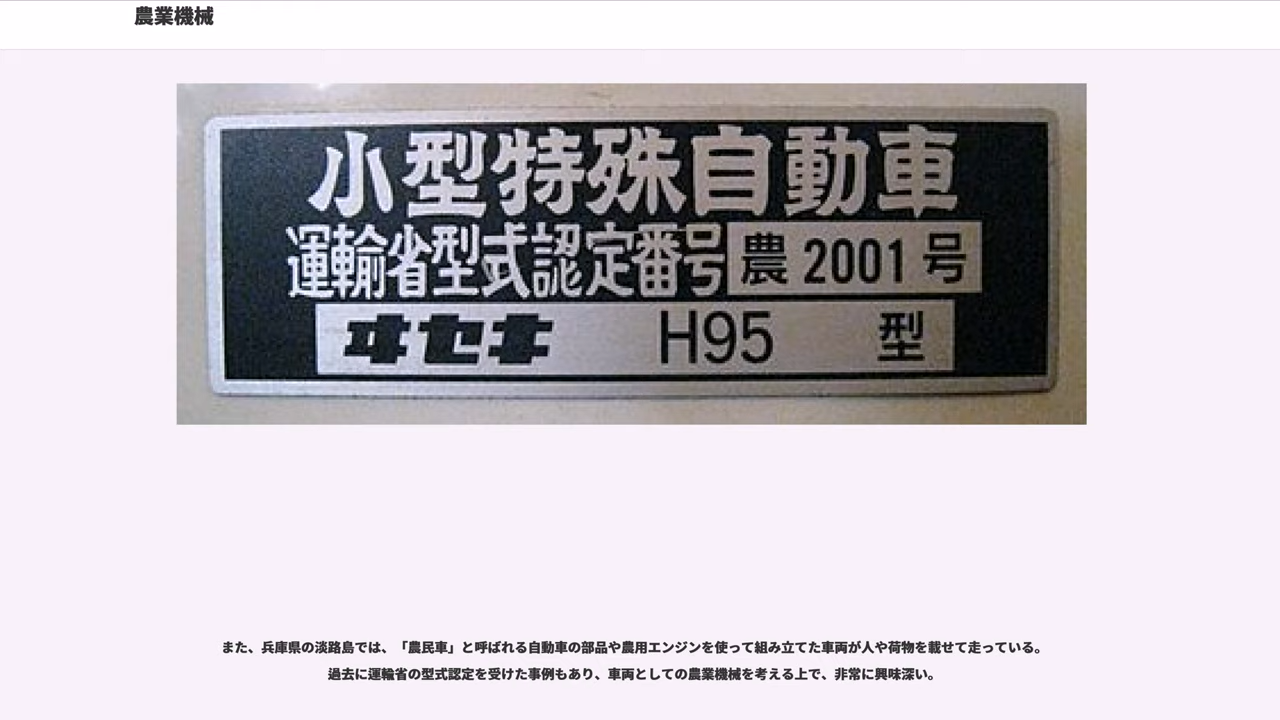 農業機械
小型特殊自動車
運輸省型式認定番号 農 2001 号
ヰセキ H95 型
また、兵庫県の淡路島では、「農民車」と呼ばれる自動車の部品や農用エンジンを使って組み立てた車両が人や荷物を載せて走っている。
過去に運輸省の型式認定を受けた事例もあり、車両としての農業機械を考える上で、非常に興味深い。